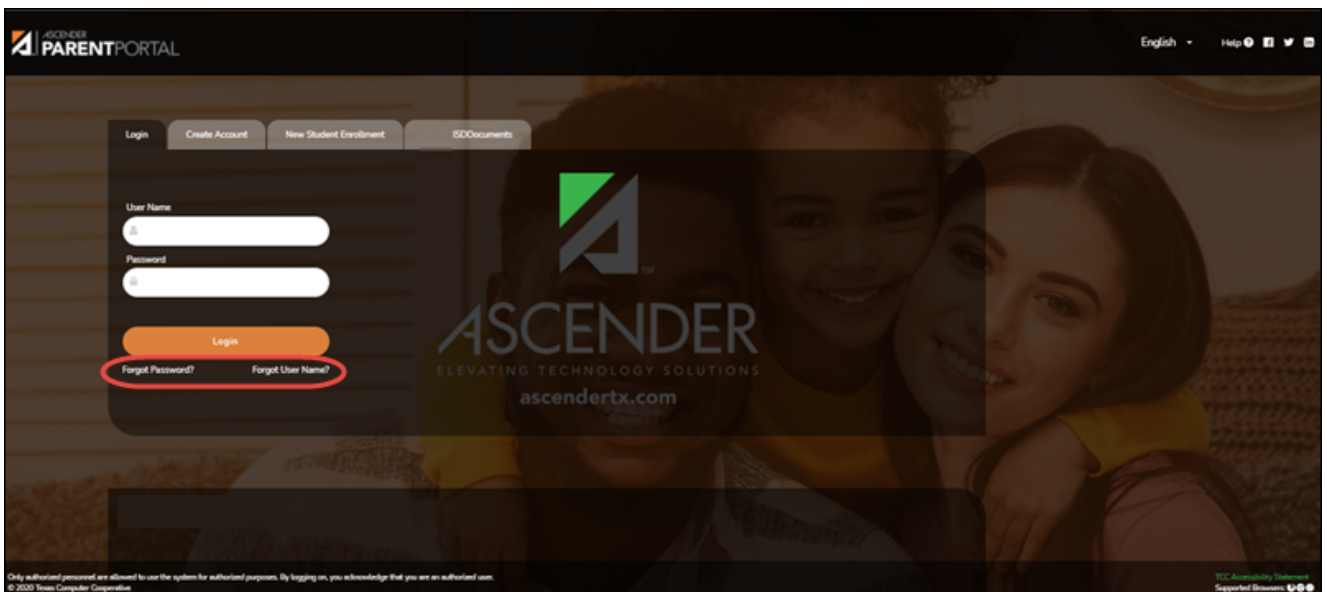 ASCENDER
PARENTPORTAL
English
Help
Login
Create Account
New Student Enrollment
ISDDocuments
User Name
Password
Login
Forgot Password?
Forgot User Name?
TM
ASCENDER
ELEVATING TECHNOLOGY SOLUTIONS
ascendertx.com
Only authorized personnel are allowed to use the system for authorized purposes. By logging on, you acknowledge that you are an authorized user.
© 2020 Texas Computer Cooperative
TCC Accessibility Statement
Supported Browsers: